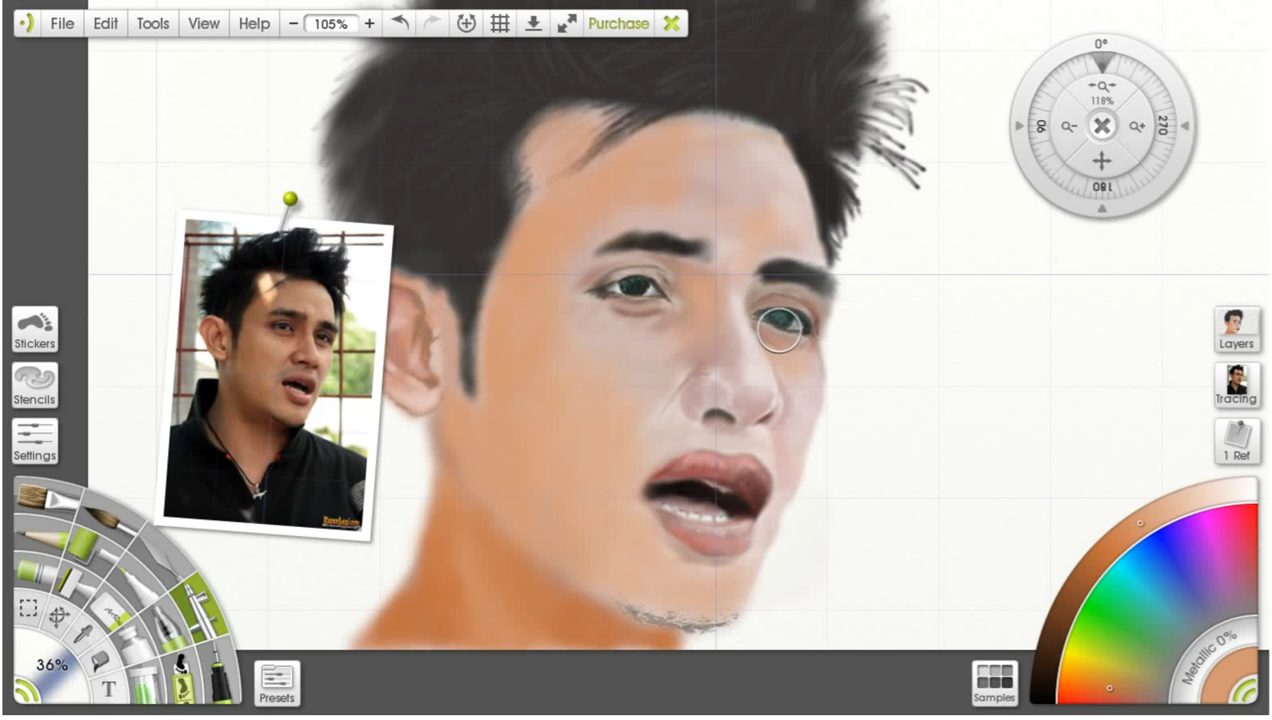 File Edit Tools View Help − 105% + Purchase
0°
118%
90
270
180
Stickers
Stencils
Settings
Layers
Tracing
1 Ref
36%
T
Presets
Samples
Metallic 0%